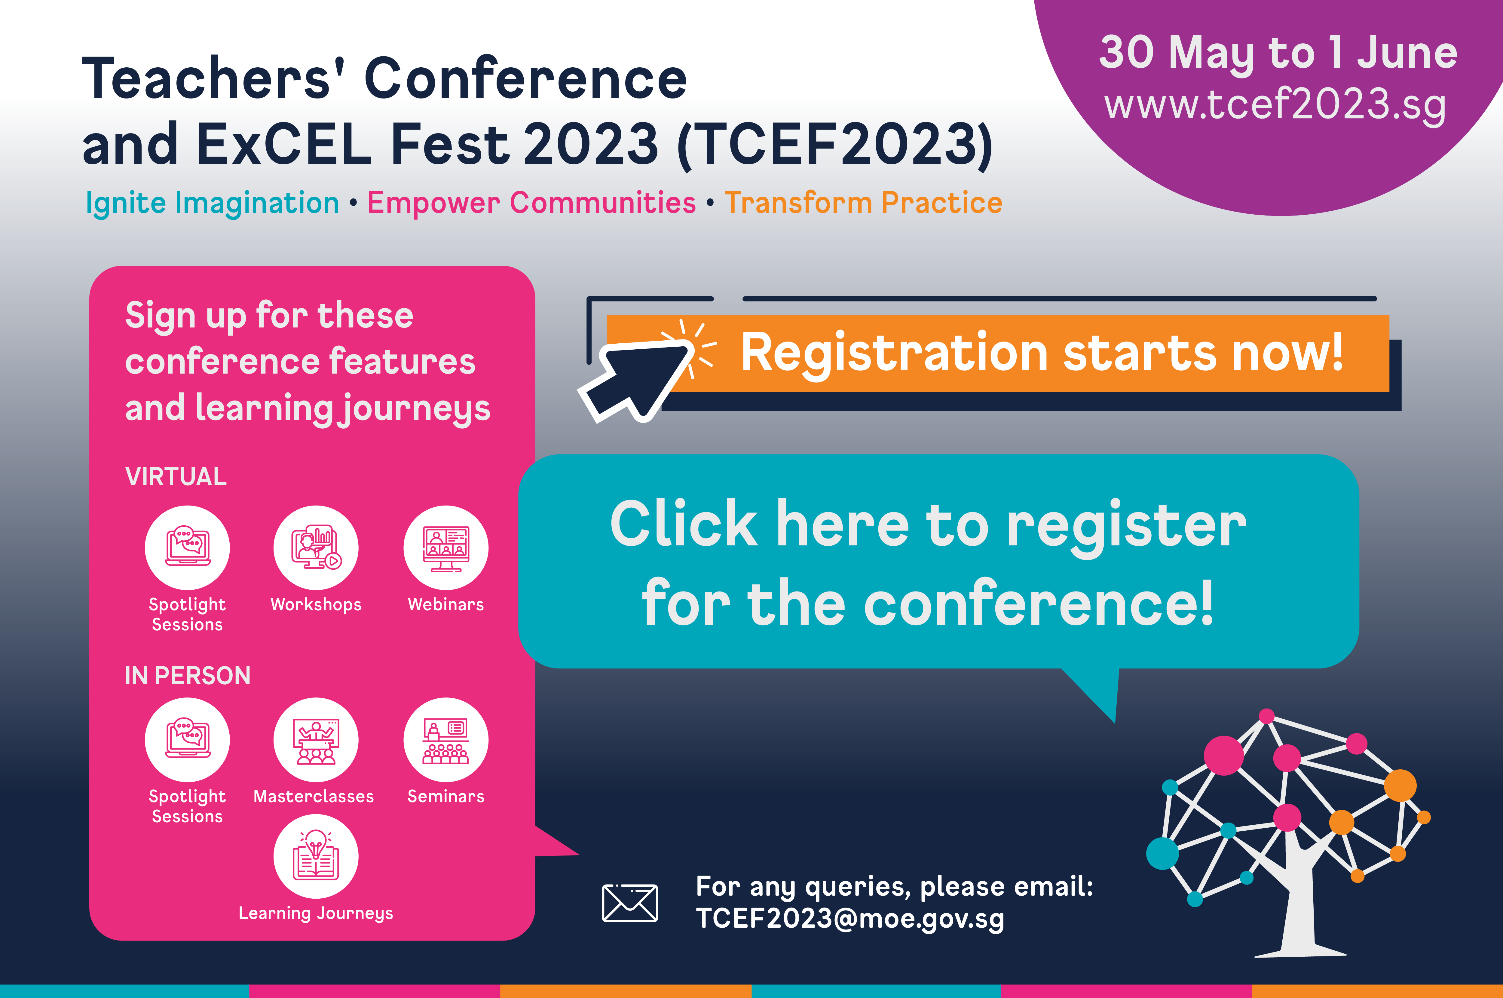 Teachers' Conference
and ExCEL Fest 2023 (TCEF2023)
Ignite Imagination • Empower Communities • Transform Practice
30 May to 1 June
www.tcef2023.sg
Sign up for these
conference features
and learning journeys
VIRTUAL
Spotlight
Sessions
Workshops
Webinars
IN PERSON
Spotlight
Sessions
Masterclasses
Seminars
Learning Journeys
Registration starts now!
Click here to register
for the conference!
For any queries, please email:
TCEF2023@moe.gov.sg